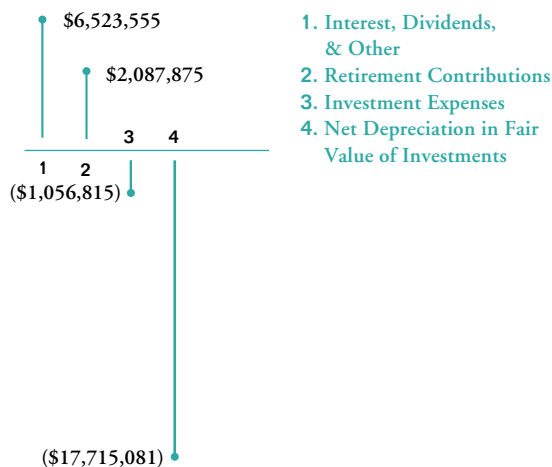 $6,523,555
$2,087,875
3 4
1 2
($1,056,815)
($17,715,081)
1. Interest, Dividends,
& Other
2. Retirement Contributions
3. Investment Expenses
4. Net Depreciation in Fair
Value of Investments